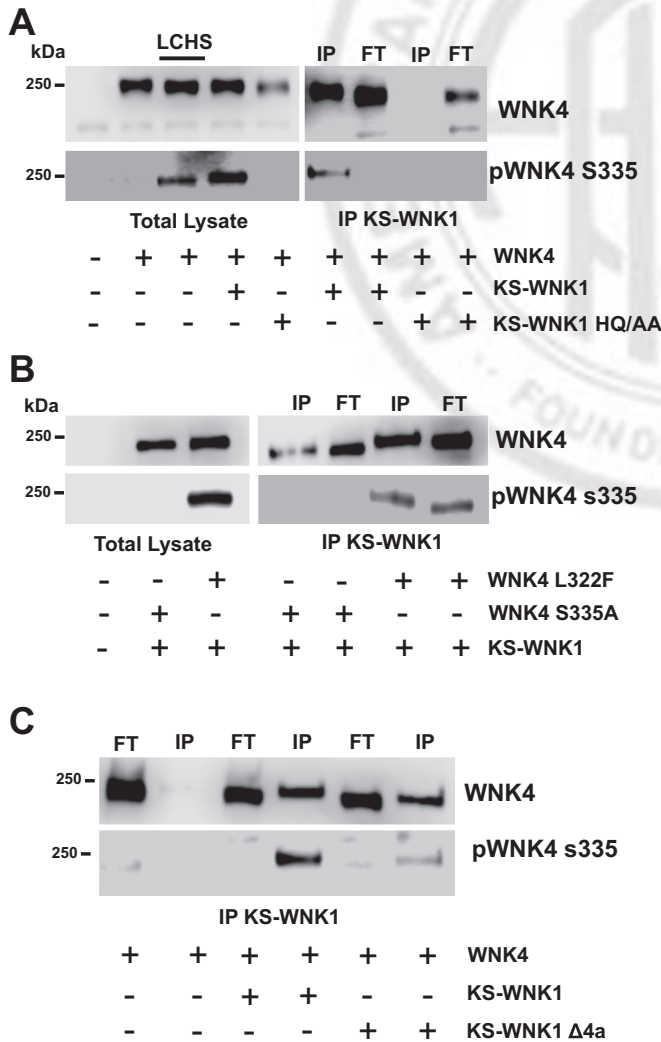 A
kDa
LCHS
IP FT IP FT
250
WNK4
250
pWNK4 S335
Total Lysate
IP KS-WNK1
- + + + + + + + + WNK4
- - - + - + + - - KS-WNK1
- - - - + - - + + KS-WNK1 HQ/AA
B
kDa
IP FT IP FT
250
WNK4
250
pWNK4 s335
Total Lysate
IP KS-WNK1
- - + - - + + WNK4 L322F
- + - + + - - WNK4 S335A
- + + + + + + KS-WNK1
C
FT IP FT IP FT IP
250
WNK4
250
pWNK4 s335
IP KS-WNK1
+ + + + + + WNK4
- - + + - - KS-WNK1
- - - - + + KS-WNK1 Δ4a
FOUND